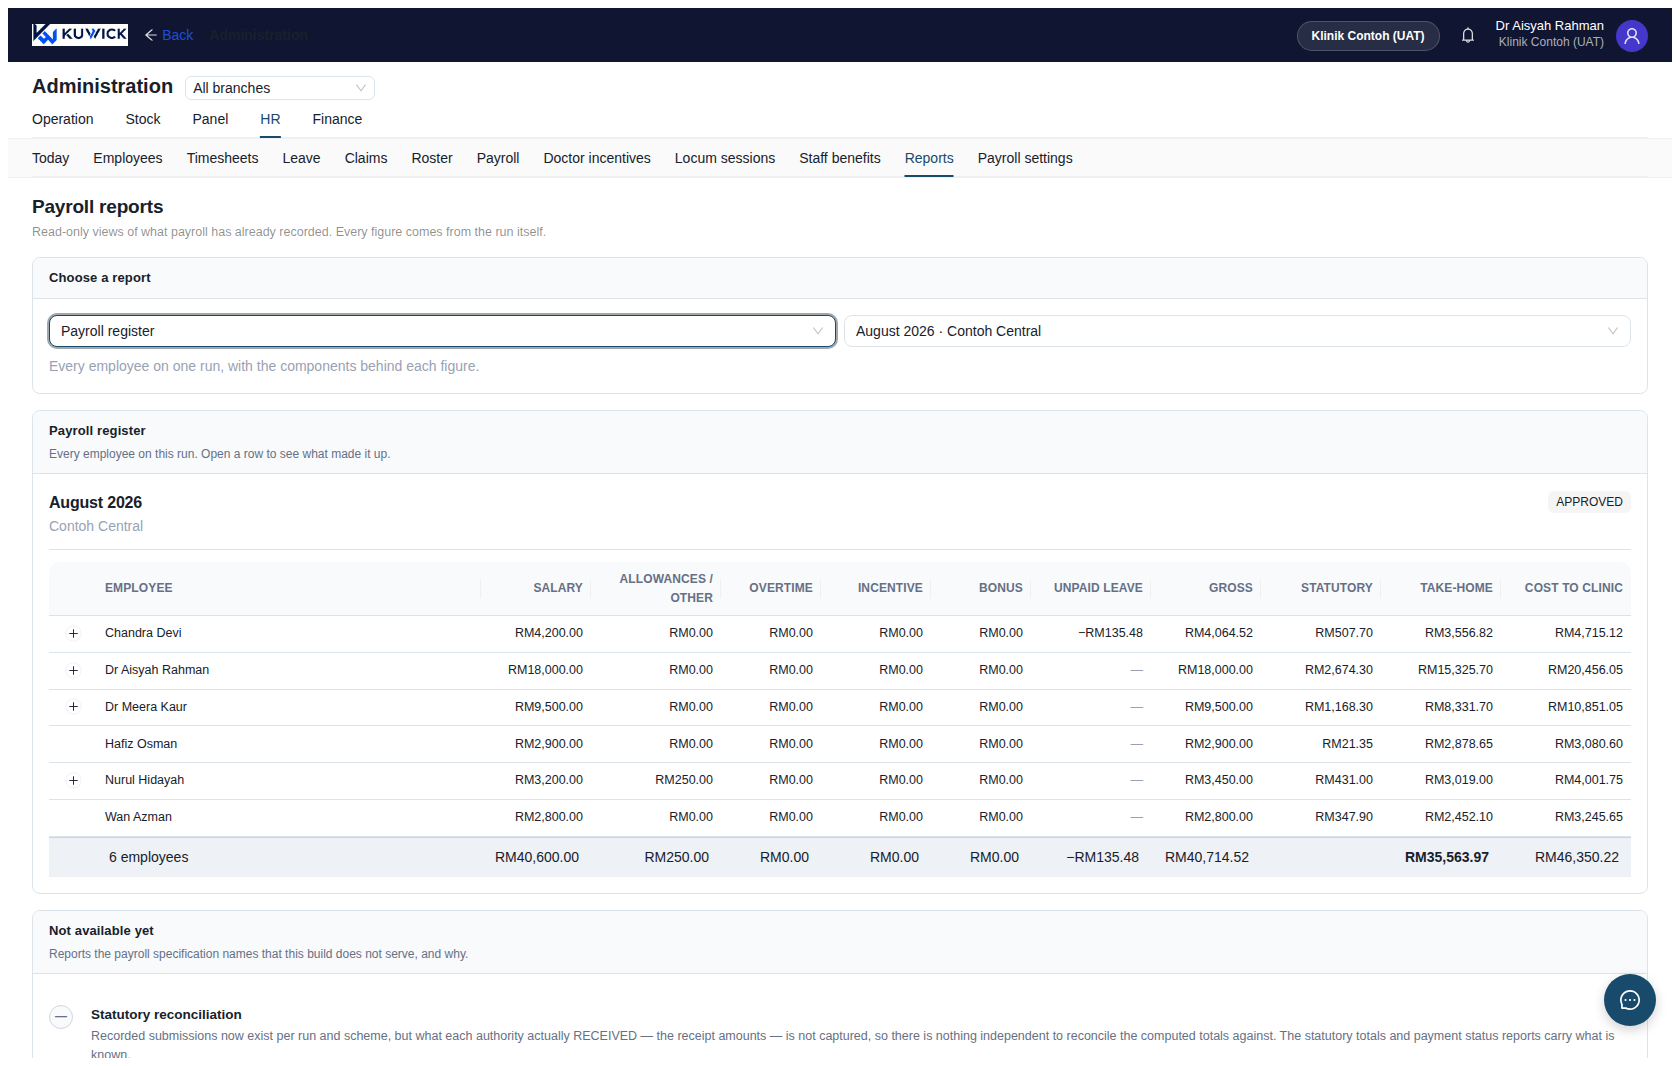 KUWICK
Back Administration
Klinik Contoh (UAT)
Dr Aisyah Rahman
Klinik Contoh (UAT)
Administration
All branches
Operation Stock Panel HR Finance
Today Employees Timesheets Leave Claims Roster Payroll Doctor incentives Locum sessions Staff benefits Reports Payroll settings
Payroll reports
Read-only views of what payroll has already recorded. Every figure comes from the run itself.
Choose a report
Payroll register
August 2026 · Contoh Central
Every employee on one run, with the components behind each figure.
Payroll register
Every employee on this run. Open a row to see what made it up.
August 2026
APPROVED
Contoh Central
EMPLOYEE SALARY ALLOWANCES / OTHER OVERTIME INCENTIVE BONUS UNPAID LEAVE GROSS STATUTORY TAKE-HOME COST TO CLINIC
Chandra Devi RM4,200.00 RM0.00 RM0.00 RM0.00 RM0.00 −RM135.48 RM4,064.52 RM507.70 RM3,556.82 RM4,715.12
Dr Aisyah Rahman RM18,000.00 RM0.00 RM0.00 RM0.00 RM0.00 — RM18,000.00 RM2,674.30 RM15,325.70 RM20,456.05
Dr Meera Kaur RM9,500.00 RM0.00 RM0.00 RM0.00 RM0.00 — RM9,500.00 RM1,168.30 RM8,331.70 RM10,851.05
Hafiz Osman RM2,900.00 RM0.00 RM0.00 RM0.00 RM0.00 — RM2,900.00 RM21.35 RM2,878.65 RM3,080.60
Nurul Hidayah RM3,200.00 RM250.00 RM0.00 RM0.00 RM0.00 — RM3,450.00 RM431.00 RM3,019.00 RM4,001.75
Wan Azman RM2,800.00 RM0.00 RM0.00 RM0.00 RM0.00 — RM2,800.00 RM347.90 RM2,452.10 RM3,245.65
6 employees RM40,600.00 RM250.00 RM0.00 RM0.00 RM0.00 −RM135.48 RM40,714.52 RM35,563.97 RM46,350.22
Not available yet
Reports the payroll specification names that this build does not serve, and why.
Statutory reconciliation
Recorded submissions now exist per run and scheme, but what each authority actually RECEIVED — the receipt amounts — is not captured, so there is nothing independent to reconcile the computed totals against. The statutory totals and payment status reports carry what is
known.